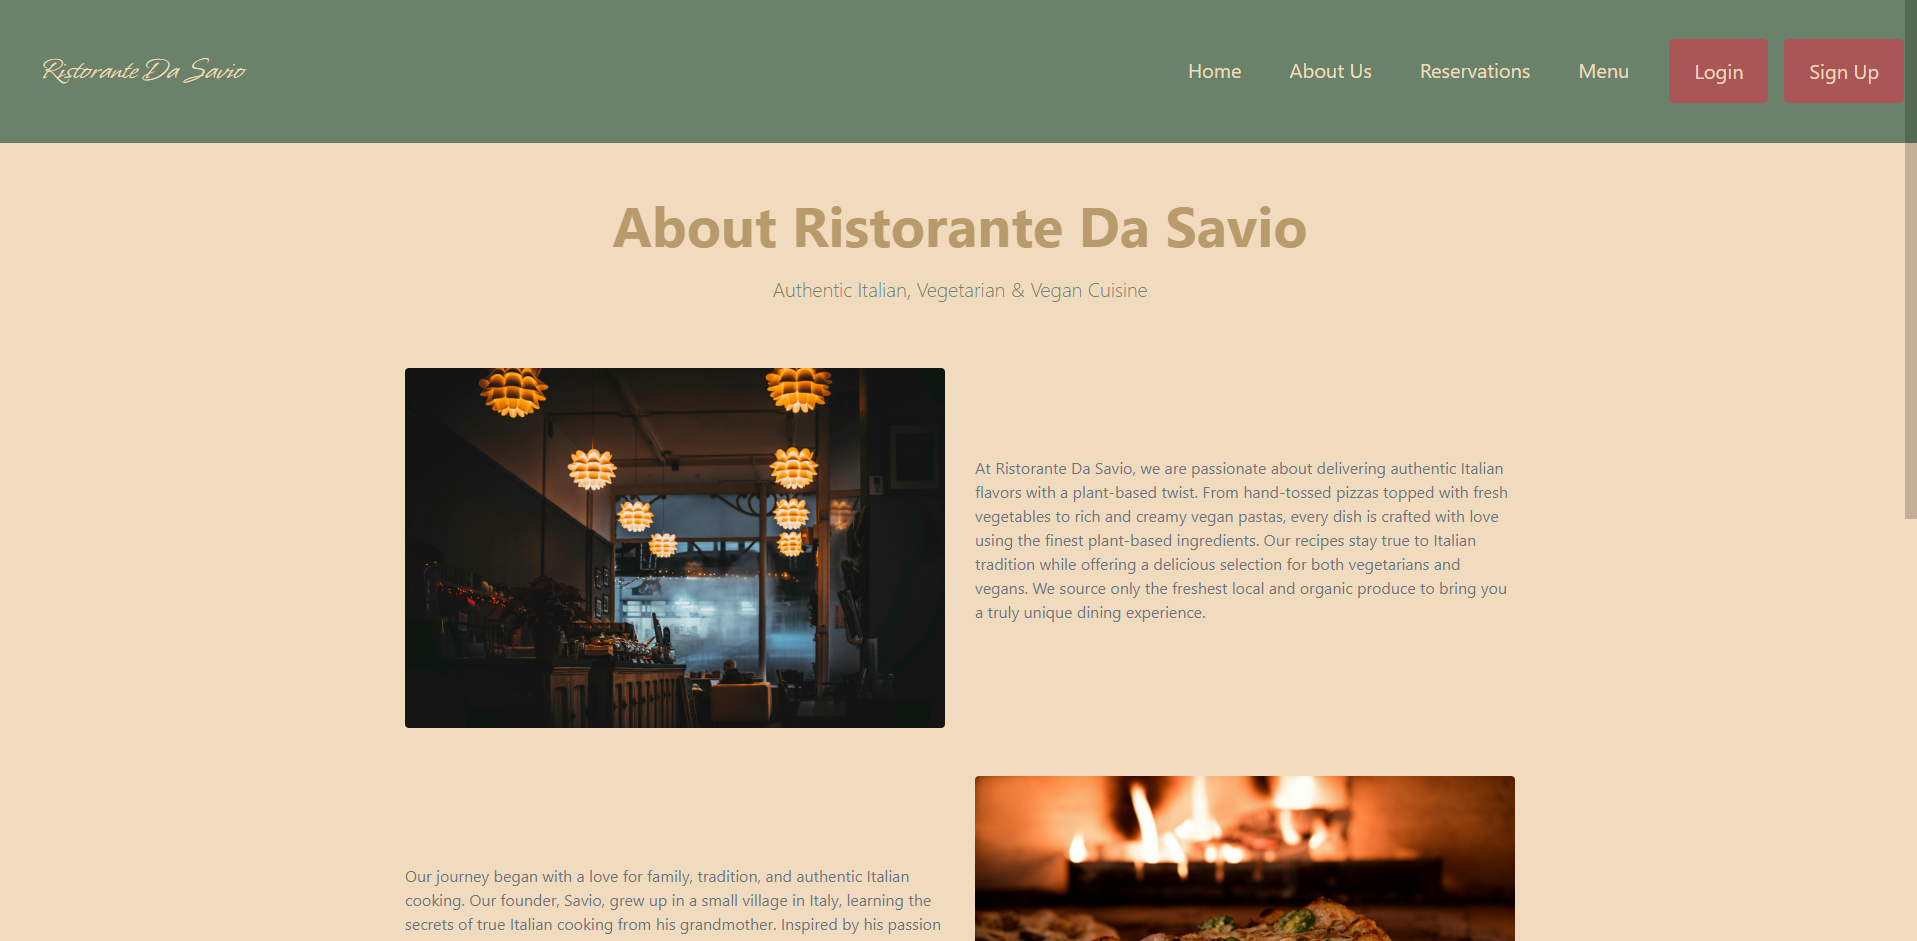 Ristorante Da Savio
Home About Us Reservations Menu Login Sign Up
About Ristorante Da Savio
Authentic Italian, Vegetarian & Vegan Cuisine
At Ristorante Da Savio, we are passionate about delivering authentic Italian
flavors with a plant-based twist. From hand-tossed pizzas topped with fresh
vegetables to rich and creamy vegan pastas, every dish is crafted with love
using the finest plant-based ingredients. Our recipes stay true to Italian
tradition while offering a delicious selection for both vegetarians and
vegans. We source only the freshest local and organic produce to bring you
a truly unique dining experience.
Our journey began with a love for family, tradition, and authentic Italian
cooking. Our founder, Savio, grew up in a small village in Italy, learning the
secrets of true Italian cooking from his grandmother. Inspired by his passion